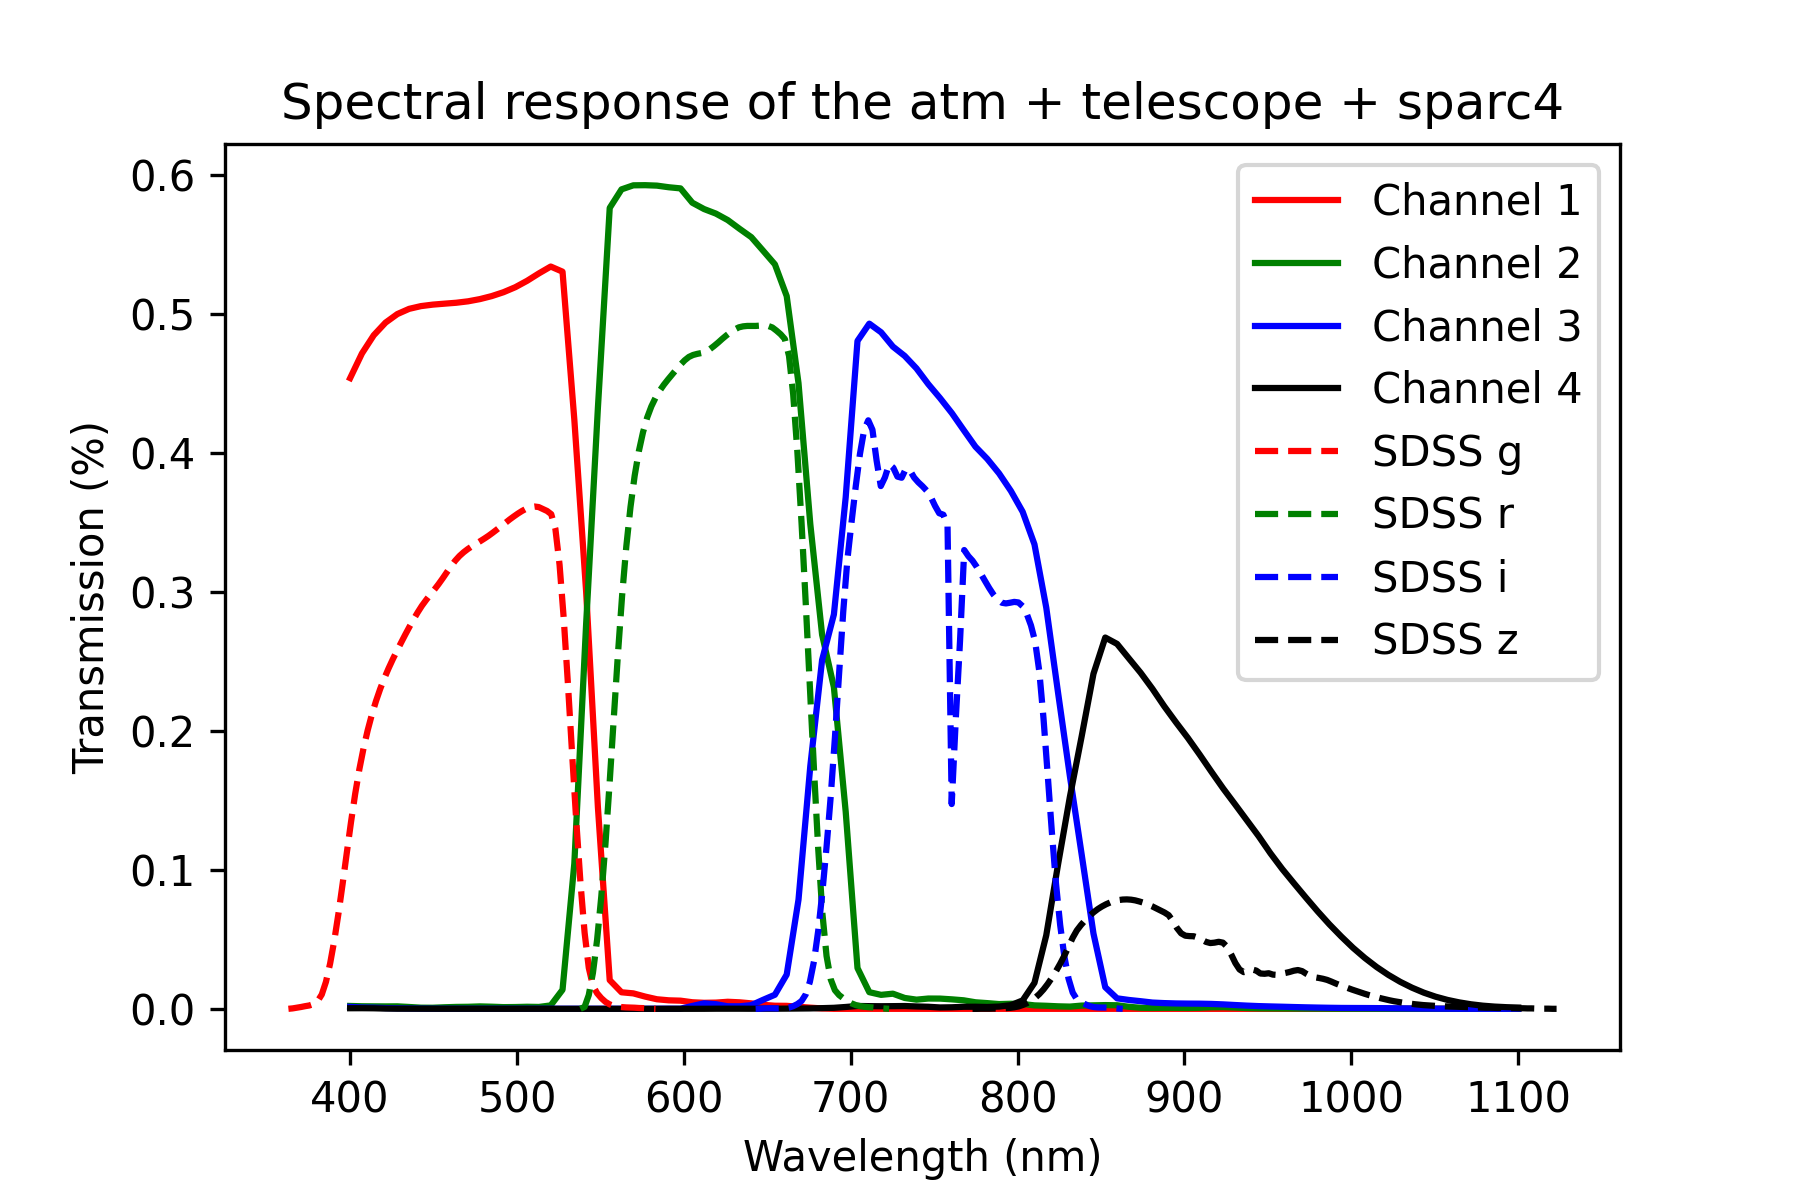 Spectral response of the atm + telescope + sparc4
Transmission (%)
0.6
0.5
0.4
0.3
0.2
0.1
0.0
Channel 1
Channel 2
Channel 3
Channel 4
SDSS g
SDSS r
SDSS i
SDSS z
400 500 600 700 800 900 1000 1100
Wavelength (nm)